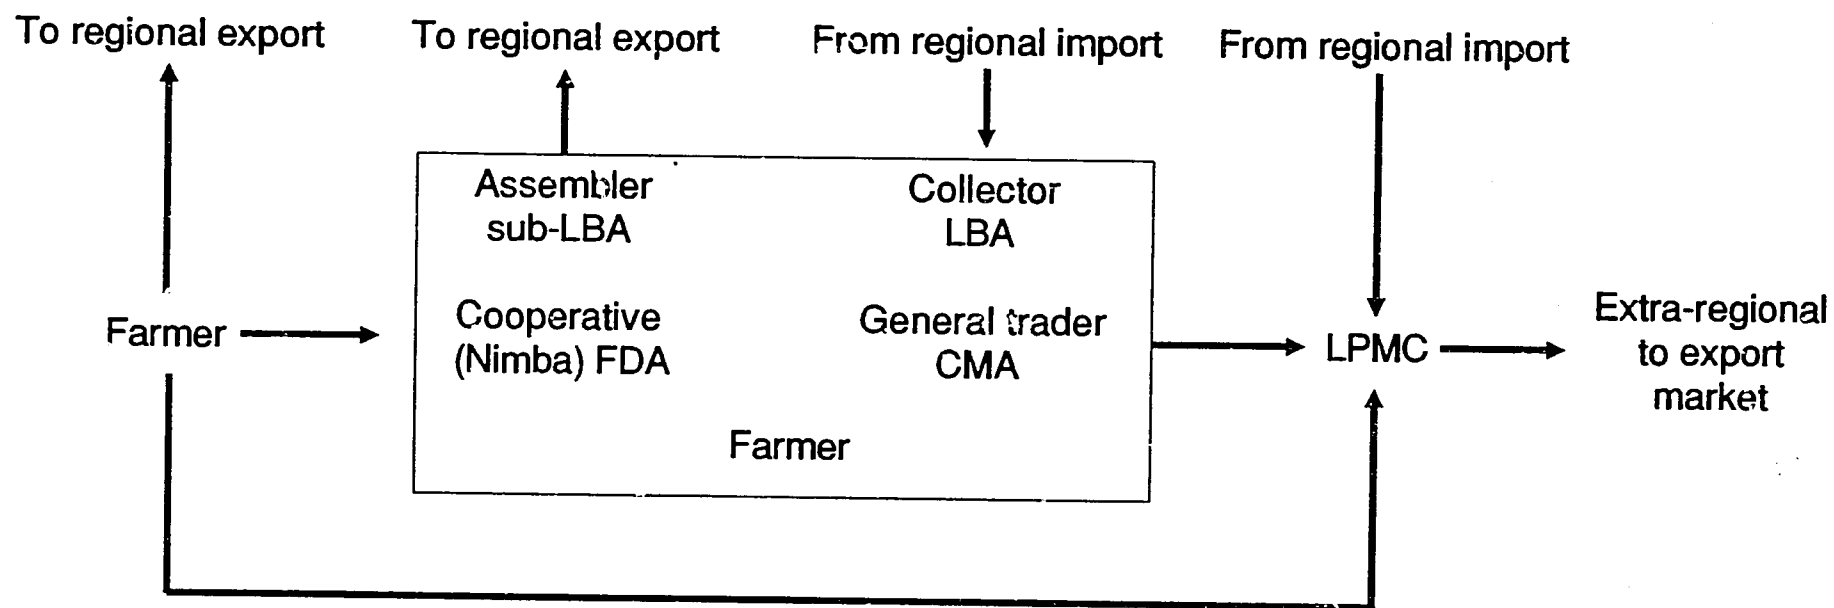 To regional export
To regional export
From regional import
From regional import
Assembler
sub-LBA
Collector
LBA
Farmer
Cooperative
(Nimba) FDA
General trader
CMA
Farmer
LPMC
Extra-regional
to export
market